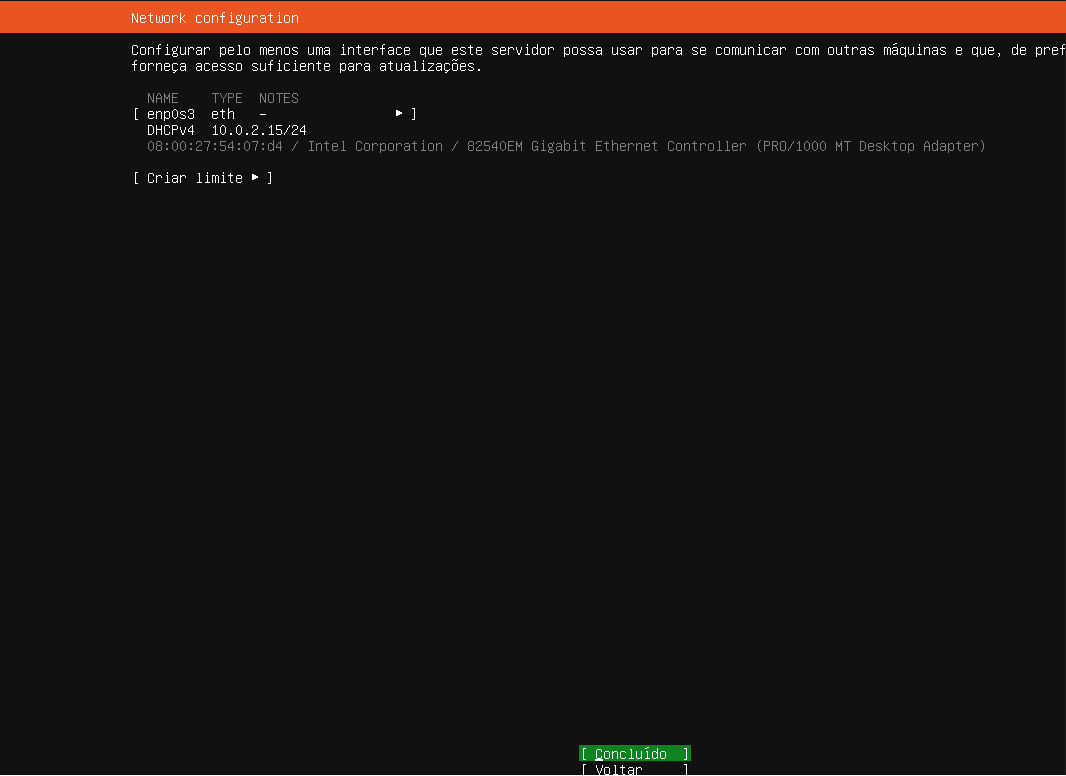 Network configuration
Configurar pelo menos uma interface que este servidor possa usar para se comunicar com outras máquinas e que, de pref
forneça acesso suficiente para atualizações.
NAME TYPE NOTES
[ enp0s3 eth - ▸ ]
DHCPv4 10.0.2.15/24
08:00:27:54:07:d4 / Intel Corporation / 82540EM Gigabit Ethernet Controller (PRO/1000 MT Desktop Adapter)
[ Criar limite ▸ ]
[ Concluído ]
[ Voltar ]